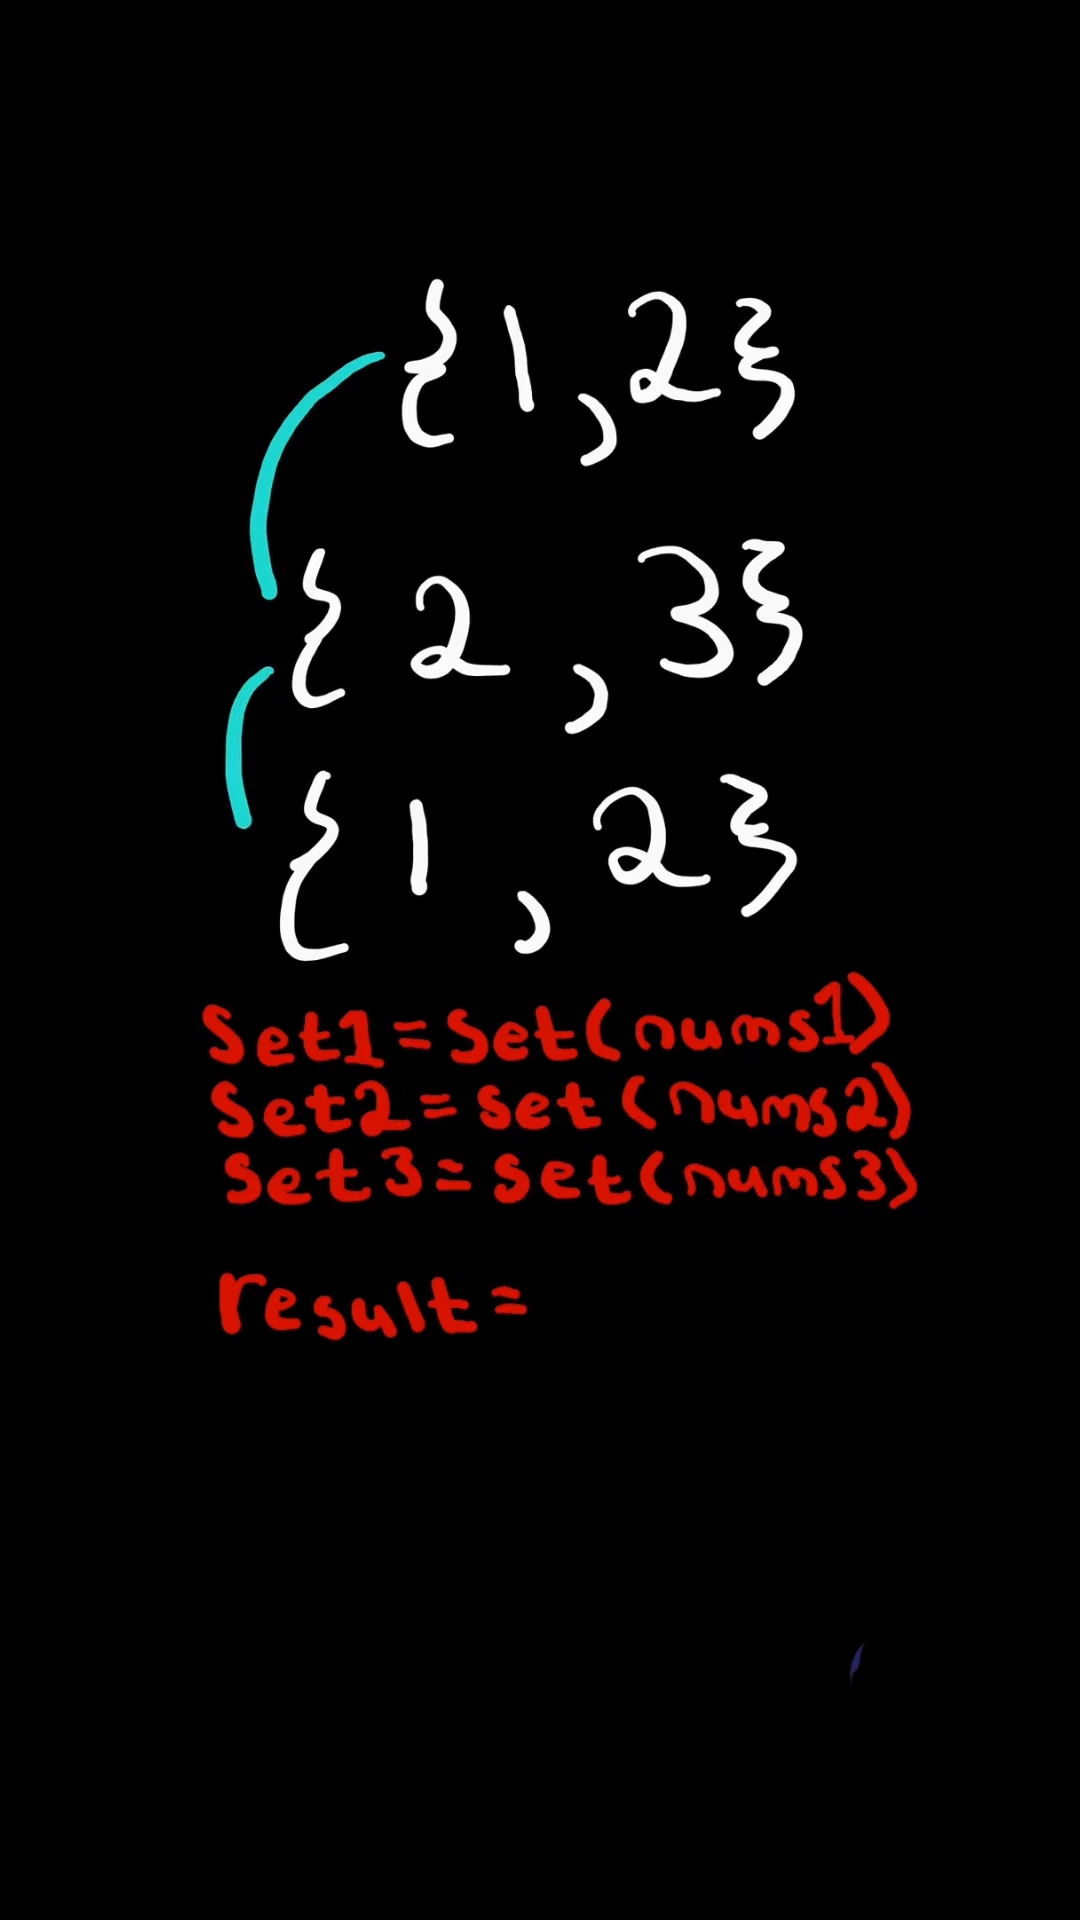 {1,2}
{2,3}
{1,2}
Set1=Set(nums1)
Set2=set(nums2)
Set3=set(nums3)
result=